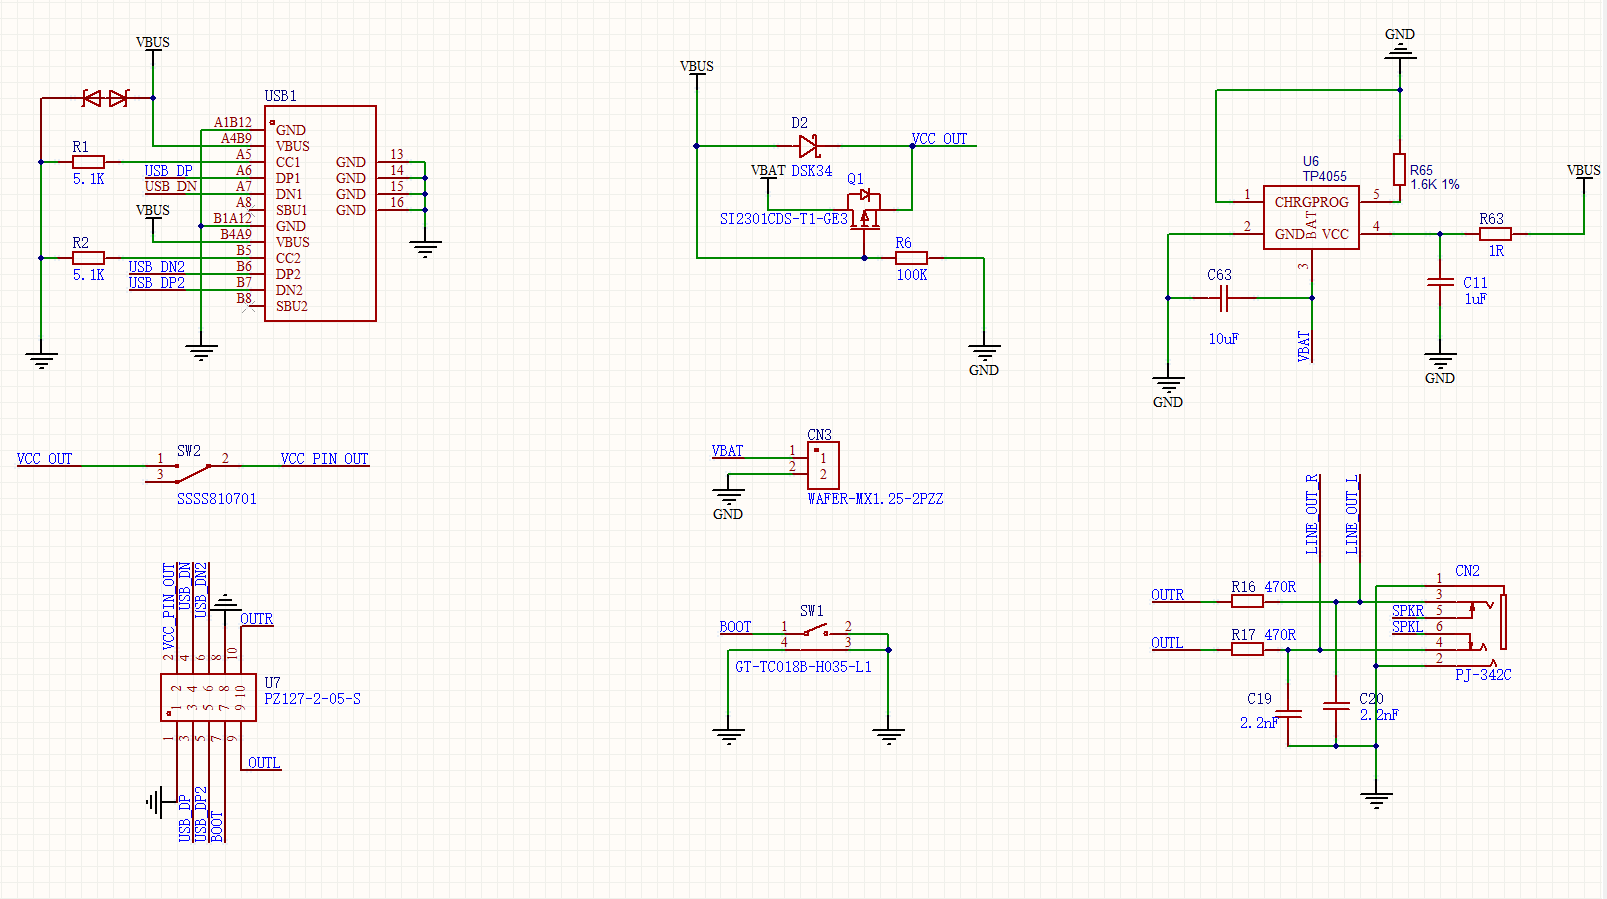 VBUS
USB1
A1B12
GND
A4B9
VBUS
R1
5.1K
A5
CC1
GND
13
USB_DP
A6
DP1
GND
14
USB_DN
A7
DN1
GND
15
A8
SBU1
GND
16
VBUS
B1A12
GND
B4A9
VBUS
R2
5.1K
B5
CC2
USB_DN2
B6
DP2
USB_DP2
B7
DN2
B8
SBU2
VBUS
D2
DSK34
VCC_OUT
VBAT
Q1
SI2301CDS-T1-GE3
R6
100K
GND
GND
U6
TP4055
R65
1.6K 1%
VBUS
1
CHRG
PROG
5
2
GND
BAT
VCC
4
3
R63
1R
C63
10uF
C11
1uF
VBAT
GND
GND
VCC_OUT
1
SW2
2
VCC_PIN_OUT
3
SSSS810701
CN3
VBAT
1
1
2
2
GND
WAFER-MX1.25-2PZZ
VCC_PIN_OUT
USB_DN
USB_DN2
OUTR
2
4
6
8
10
U7
PZ127-2-05-S
2
4
6
8
10
1
3
5
7
9
1
3
5
7
9
OUTL
USB_DP
USB_DP2
BOOT
SW1
BOOT
1
2
4
3
GT-TC018B-H035-L1
LINE_OUT_R
LINE_OUT_L
CN2
OUTR
R16 470R
1
3
SPKR
5
SPKL
6
OUTL
R17 470R
4
2
PJ-342C
C19
2.2nF
C20
2.2nF